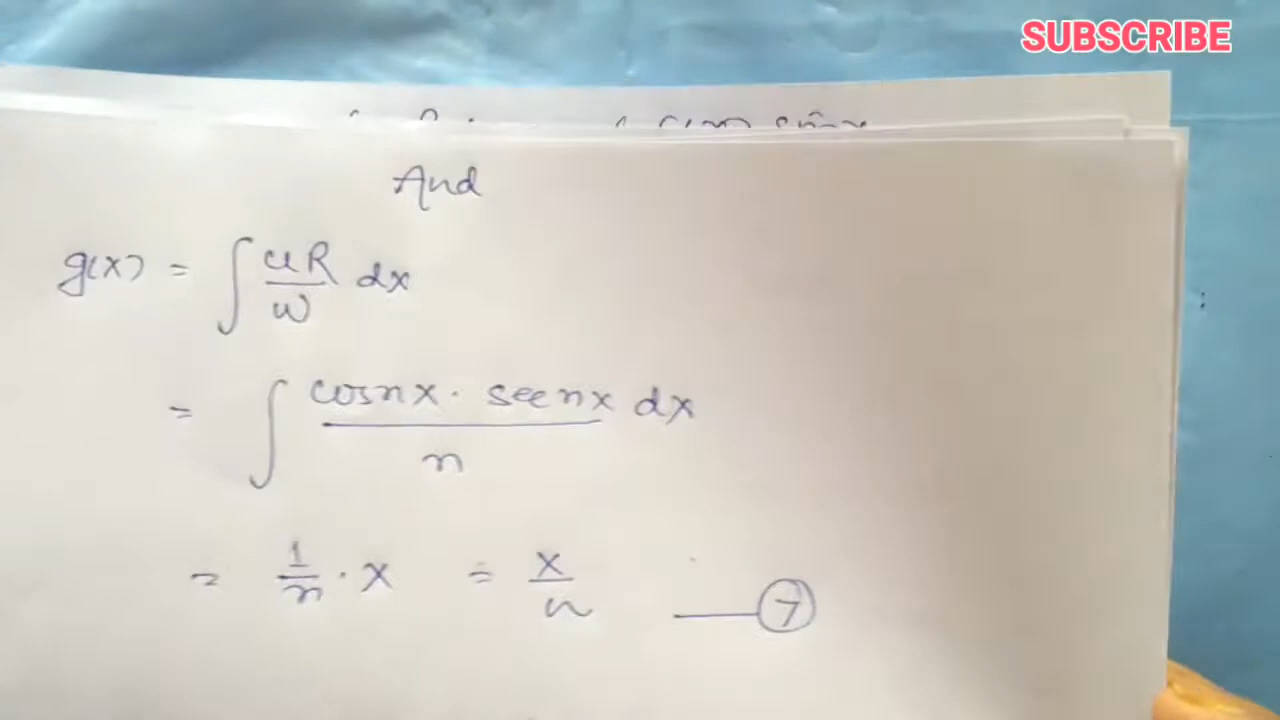 SUBSCRIBE
And
g(x) = ∫ uR/w dx
= ∫ cosnx · secnx/n dx
= 1/n · x = x/n —⑦